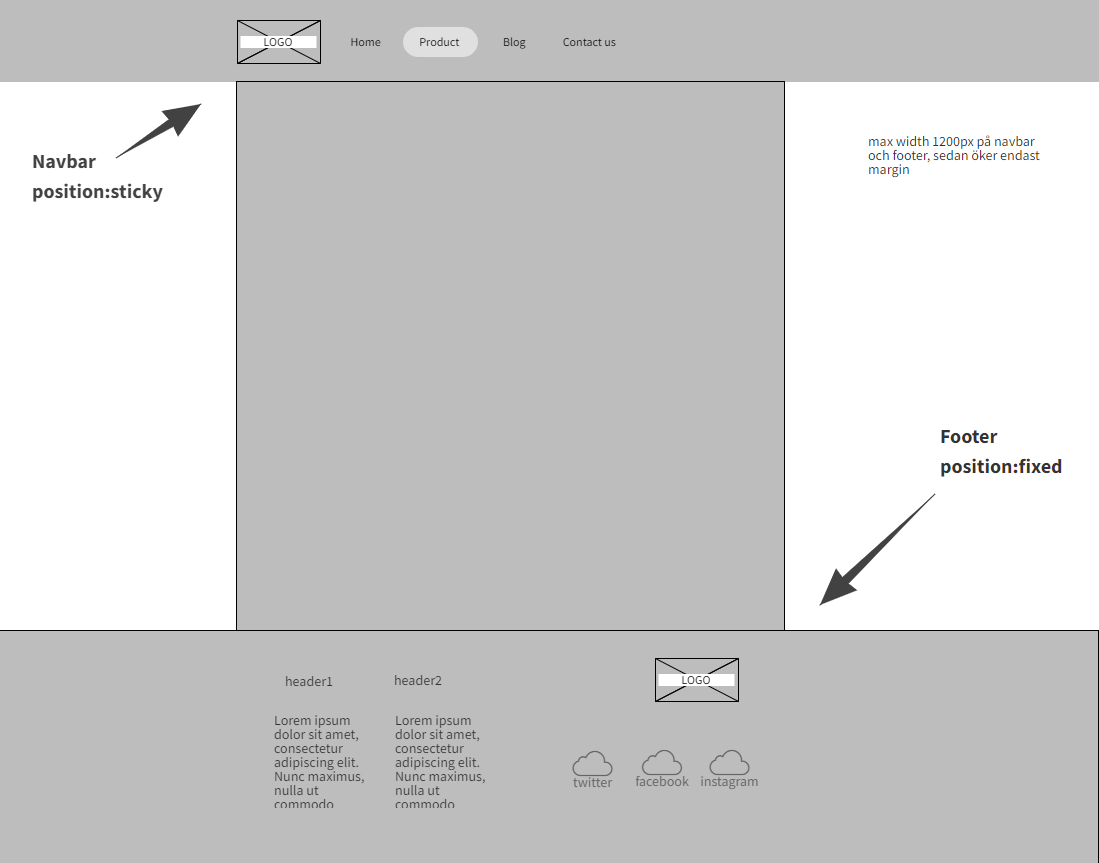 LOGO
Home
Product
Blog
Contact us
Navbar
position:sticky
max width 1200px på navbar
och footer, sedan öker endast
margin
Footer
position:fixed
header1
header2
Lorem ipsum
dolor sit amet,
consectetur
adipiscing elit.
Nunc maximus,
nulla ut
commodo
Lorem ipsum
dolor sit amet,
consectetur
adipiscing elit.
Nunc maximus,
nulla ut
commodo
LOGO
twitter
facebook
instagram